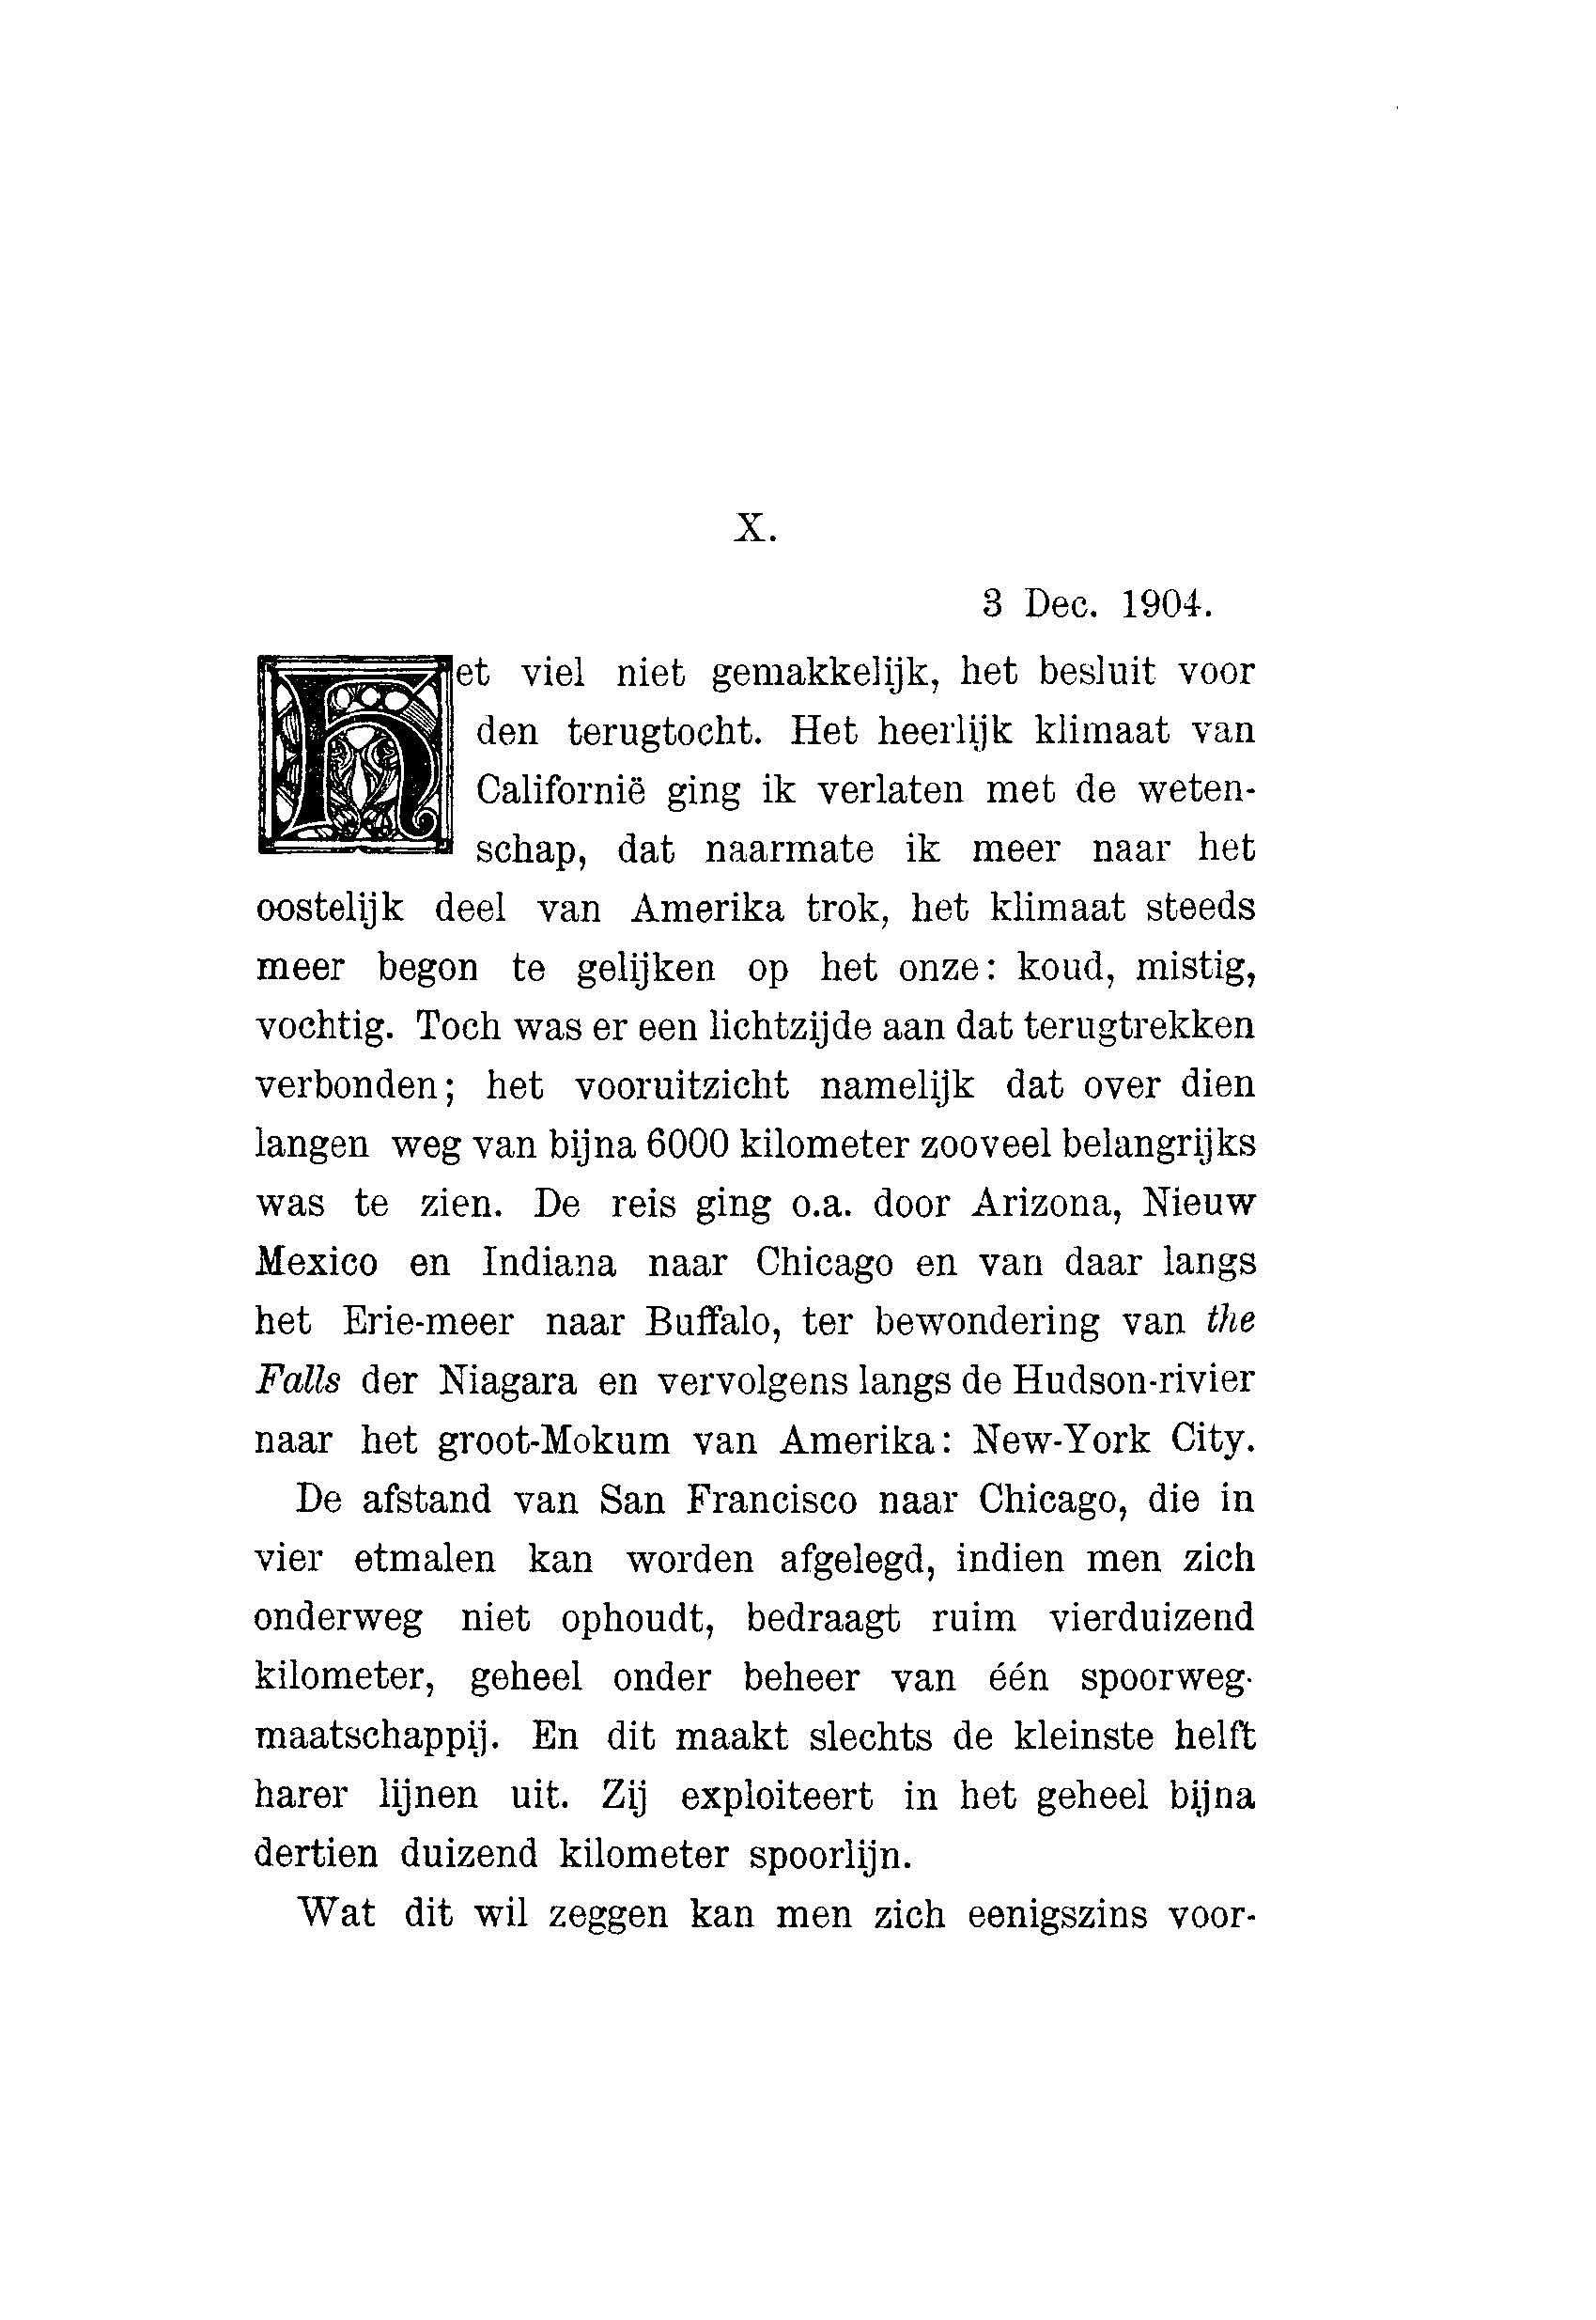 X.
3 Dec. 1904.
Het viel niet gemakkelijk, het besluit voor
den terugtocht. Het heerlijk klimaat van
Californië ging ik verlaten met de weten-
schap, dat naarmate ik meer naar het
oostelijk deel van Amerika trok, het klimaat steeds
meer begon te gelijken op het onze: koud, mistig,
vochtig. Toch was er een lichtzijde aan dat terugtrekken
verbonden; het vooruitzicht namelijk dat over dien
langen weg van bijna 6000 kilometer zooveel belangrijks
was te zien. De reis ging o.a. door Arizona, Nieuw
Mexico en Indiana naar Chicago en van daar langs
het Erie-meer naar Buffalo, ter bewondering van the
Falls der Niagara en vervolgens langs de Hudson-rivier
naar het groot-Mokum van Amerika: New-York City.
De afstand van San Francisco naar Chicago, die in
vier etmalen kan worden afgelegd, indien men zich
onderweg niet ophoudt, bedraagt ruim vierduizend
kilometer, geheel onder beheer van één spoorweg-
maatschappij. En dit maakt slechts de kleinste helft
harer lijnen uit. Zij exploiteert in het geheel bijna
dertien duizend kilometer spoorlijn.
Wat dit wil zeggen kan men zich eenigszins voor-